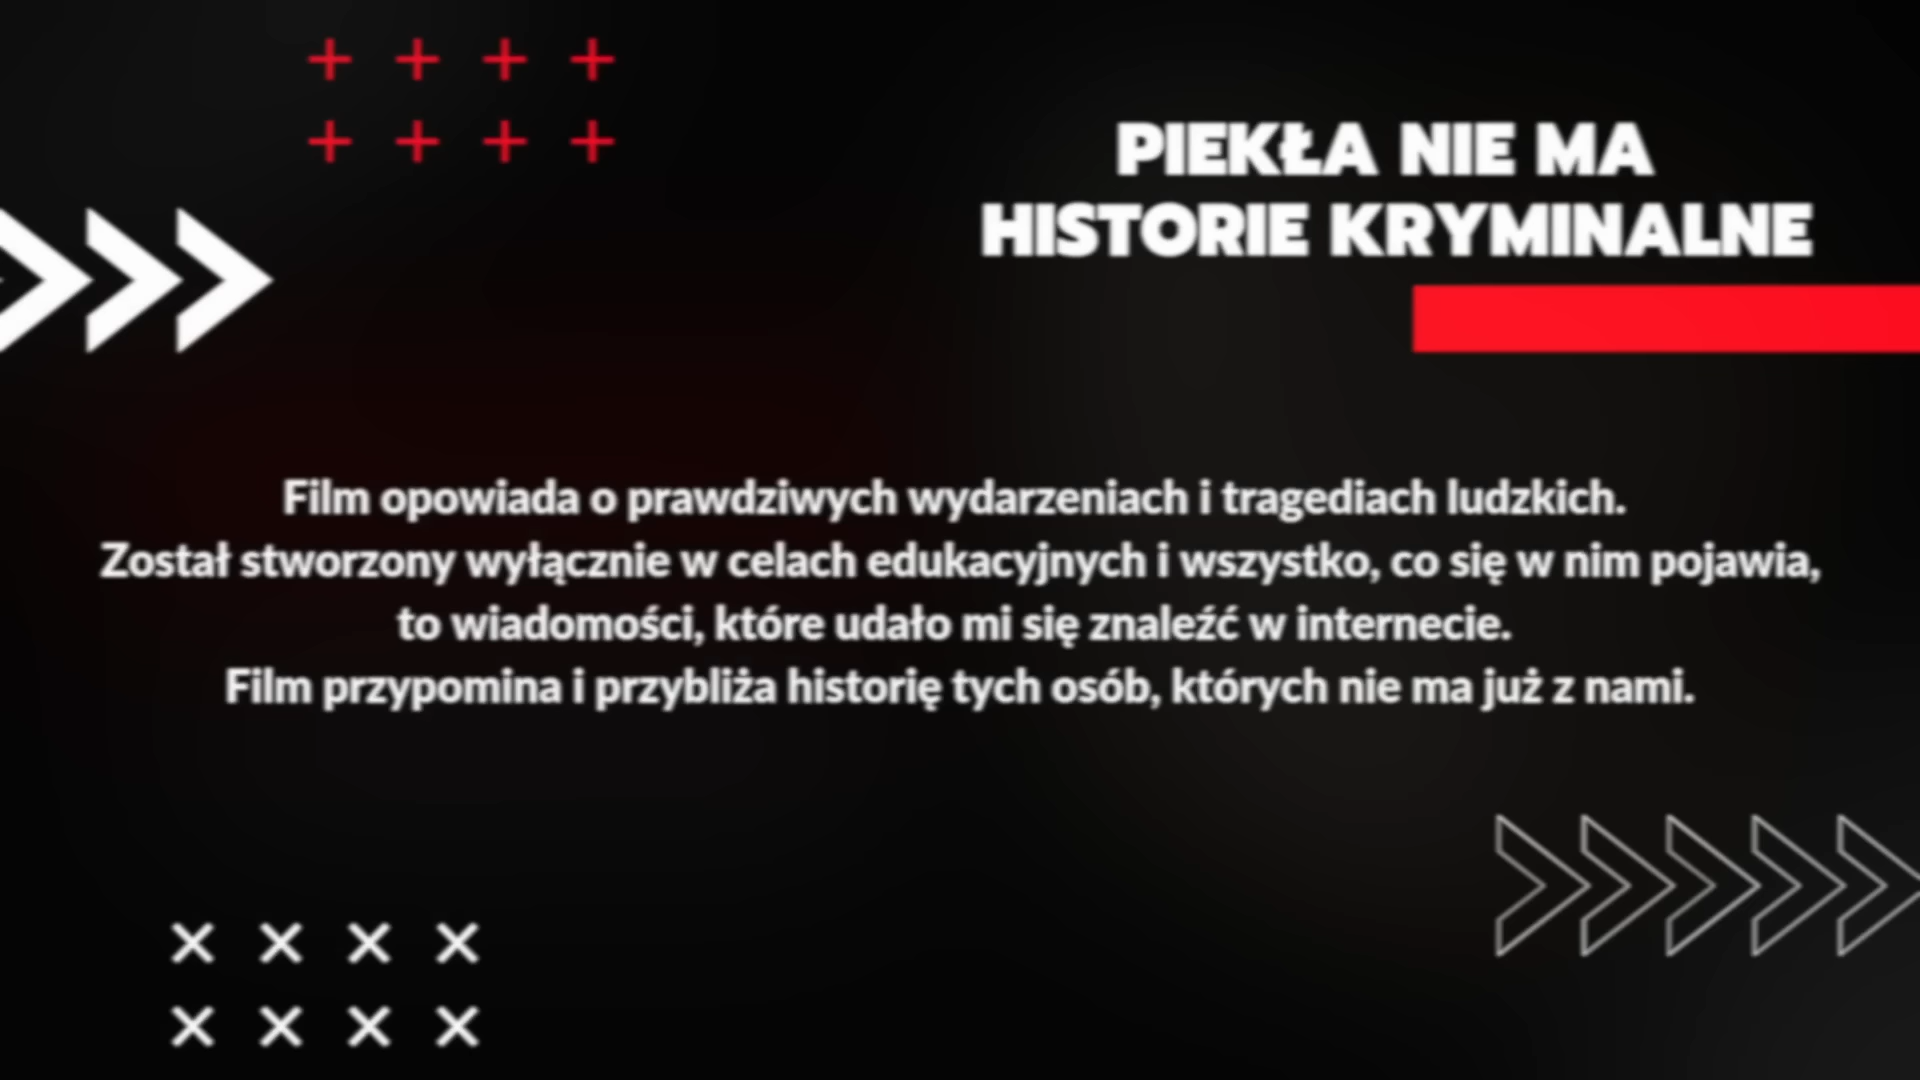 PIEKŁA NIE MA
HISTORIE KRYMINALNE
Film opowiada o prawdziwych wydarzeniach i tragediach ludzkich.
Został stworzony wyłącznie w celach edukacyjnych i wszystko, co się w nim pojawia,
to wiadomości, które udało mi się znaleźć w internecie.
Film przypomina i przybliża historię tych osób, których nie ma już z nami.